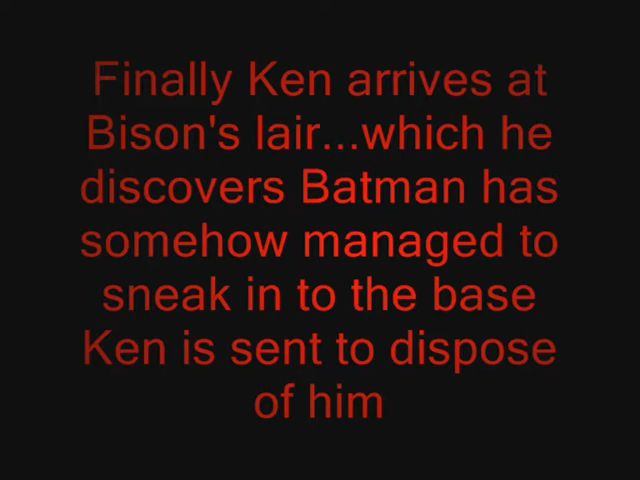 Finally Ken arrives at
Bison's lair...which he
discovers Batman has
somehow managed to
sneak in to the base
Ken is sent to dispose
of him